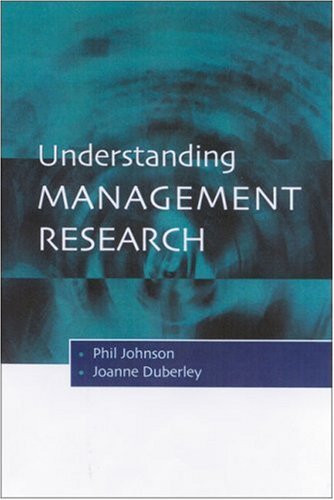 Understanding
MANAGEMENT
RESEARCH
• Phil Johnson
• Joanne Duberley